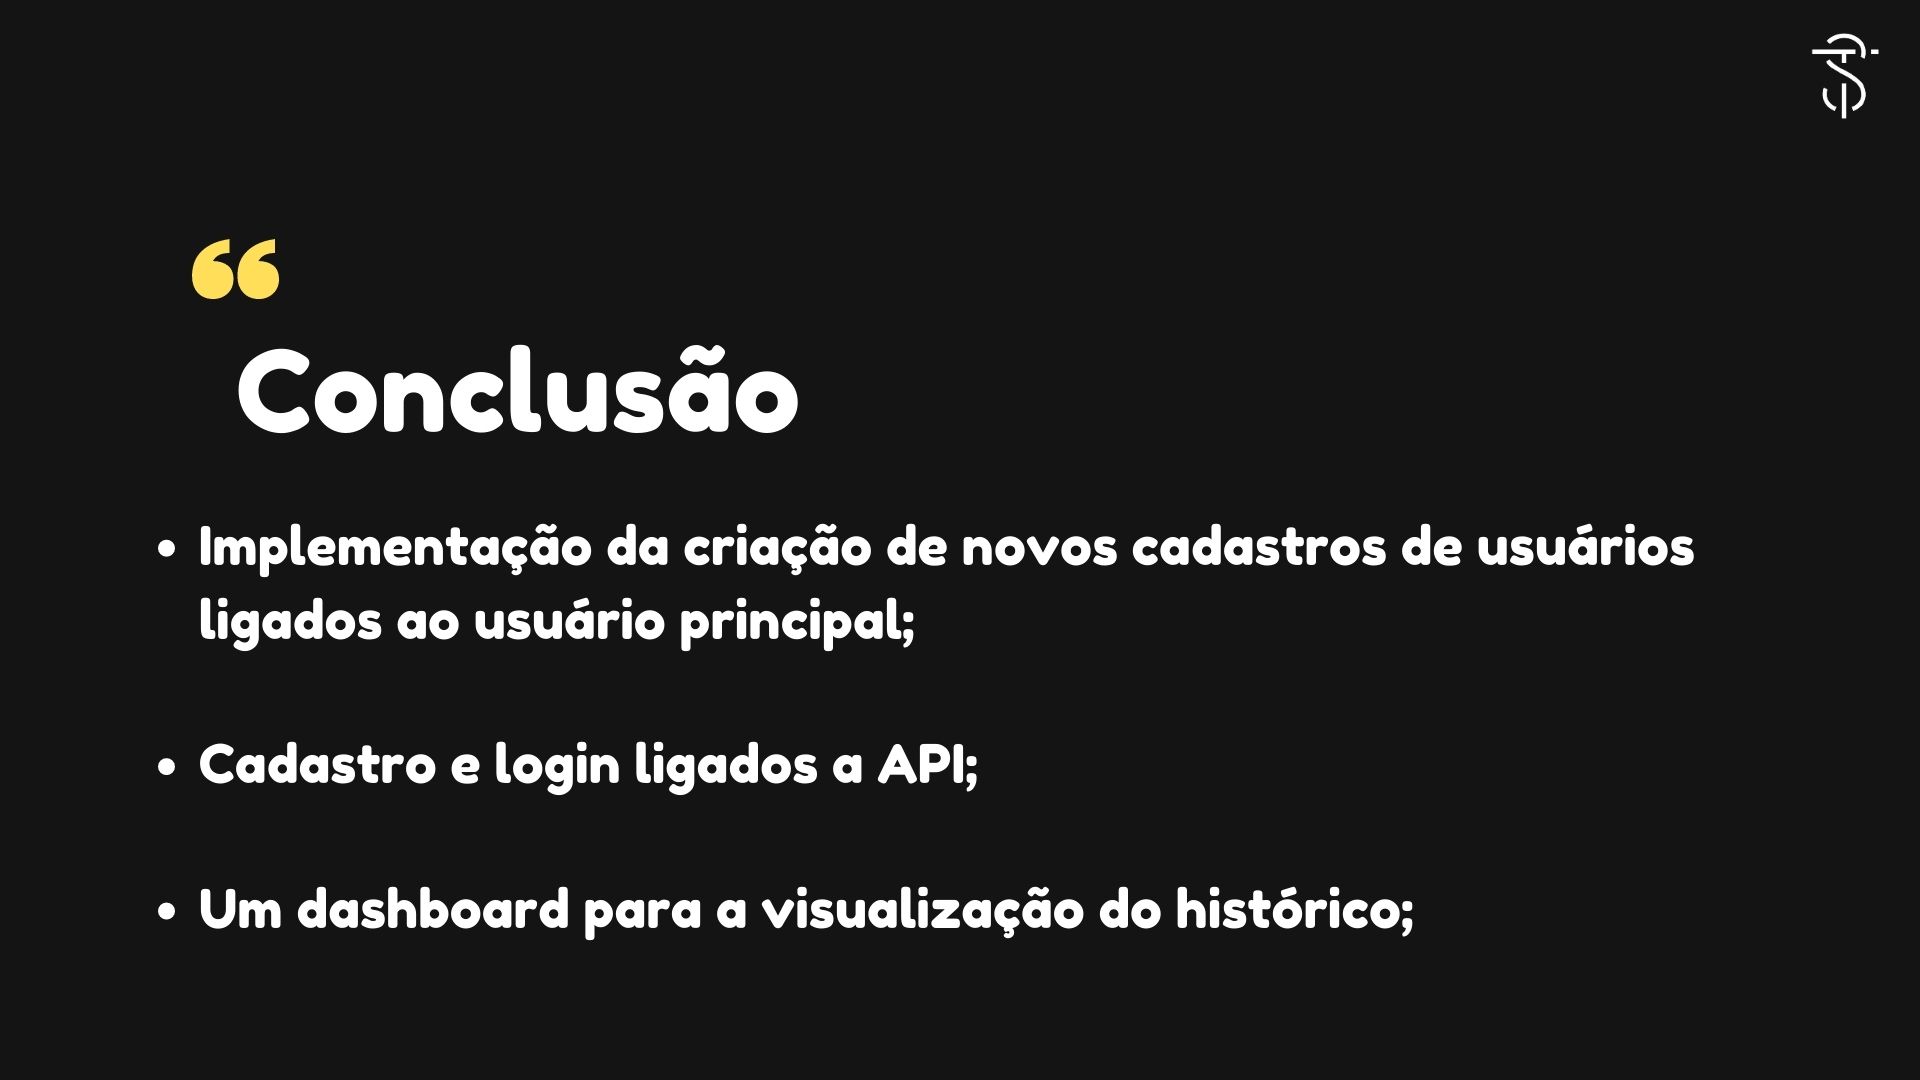 “
Conclusão
• Implementação da criação de novos cadastros de usuários
ligados ao usuário principal;
• Cadastro e login ligados a API;
• Um dashboard para a visualização do histórico;